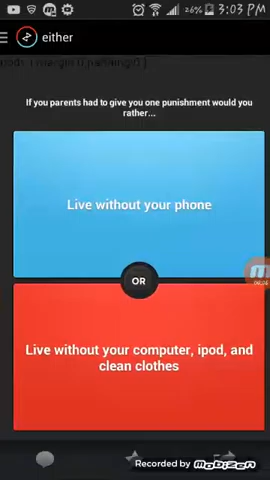 26% 3:03 PM
either
If you parents had to give you one punishment would you
rather...
Live without your phone
OR
Live without your computer, ipod, and
clean clothes
Recorded by mobizen